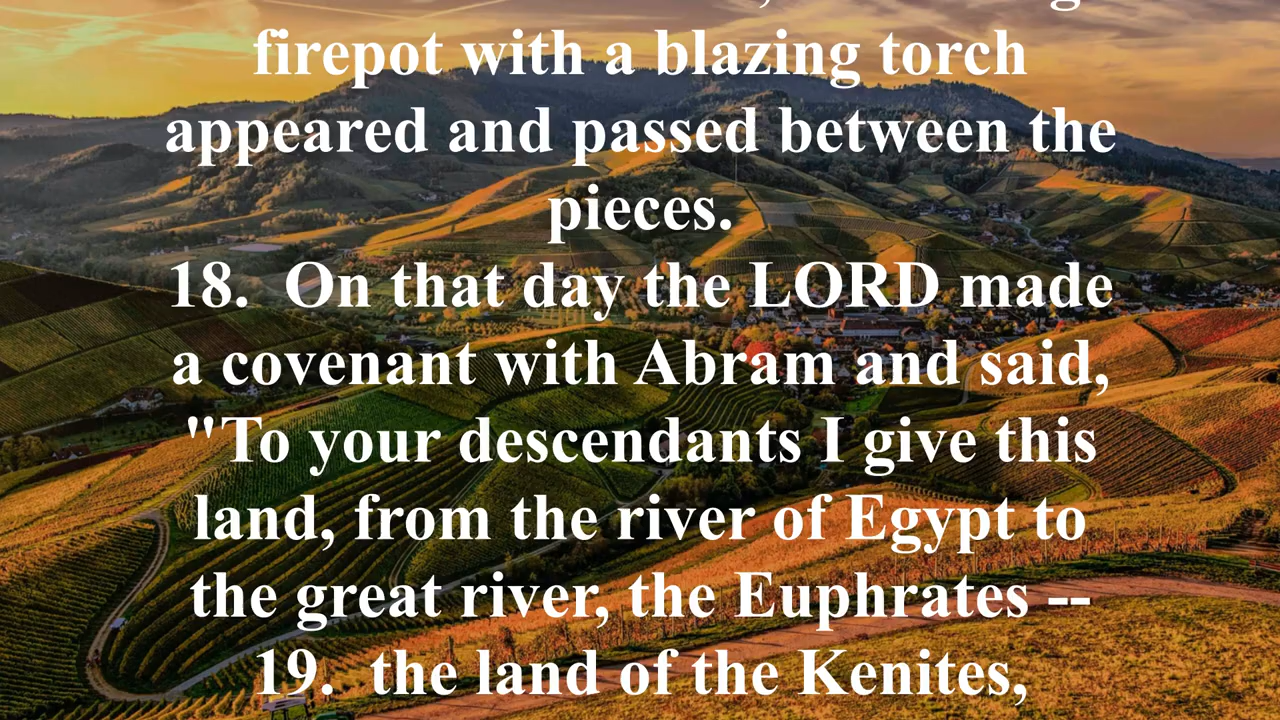 firepot with a blazing torch
appeared and passed between the
pieces.
18.  On that day the LORD made
a covenant with Abram and said,
"To your descendants I give this
land, from the river of Egypt to
the great river, the Euphrates --
19.  the land of the Kenites,